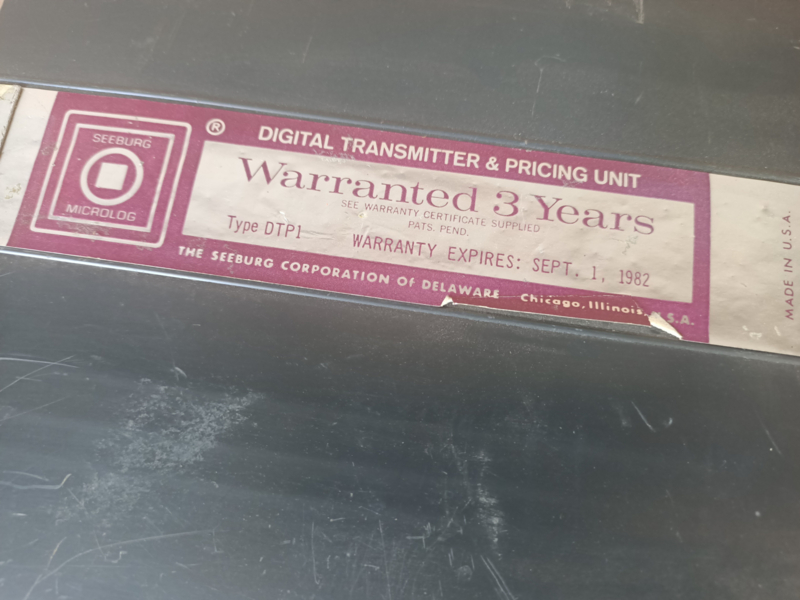 SEEBURG
MICROLOG
®
DIGITAL TRANSMITTER & PRICING UNIT
Warranted 3 Years
SEE WARRANTY CERTIFICATE SUPPLIED
PATS. PEND.
Type DTP1 WARRANTY EXPIRES: SEPT. 1, 1982
THE SEEBURG CORPORATION OF DELAWARE Chicago, Illinois, S.A.
MADE IN U.S.A.